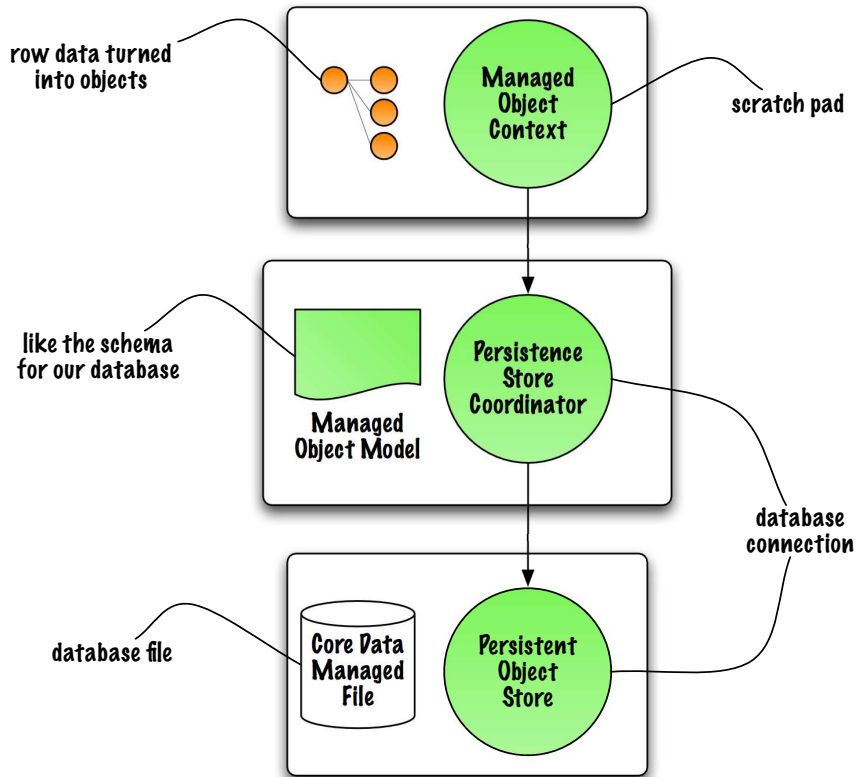 row data turned
into objects
Managed
Object
Context
scratch pad
like the schema
for our database
Managed
Object Model
Persistence
Store
Coordinator
database
connection
database file
Core Data
Managed
File
Persistent
Object
Store